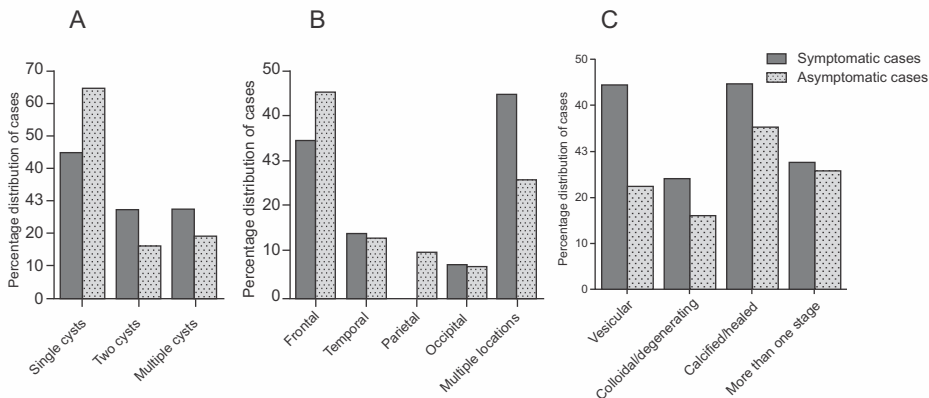 A
Percentage distribution of cases
70
60
50
40
43
20
10
0
Single cysts
Two cysts
Multiple cysts
B
Percentage distribution of cases
50
40
43
20
10
0
Frontal
Temporal
Parietal
Occipital
Multiple locations
C
Percentage distribution of cases
50
40
43
20
10
0
Vesicular
Colloidal/degenerating
Calcified/healed
More than one stage
Symptomatic cases
Asymptomatic cases